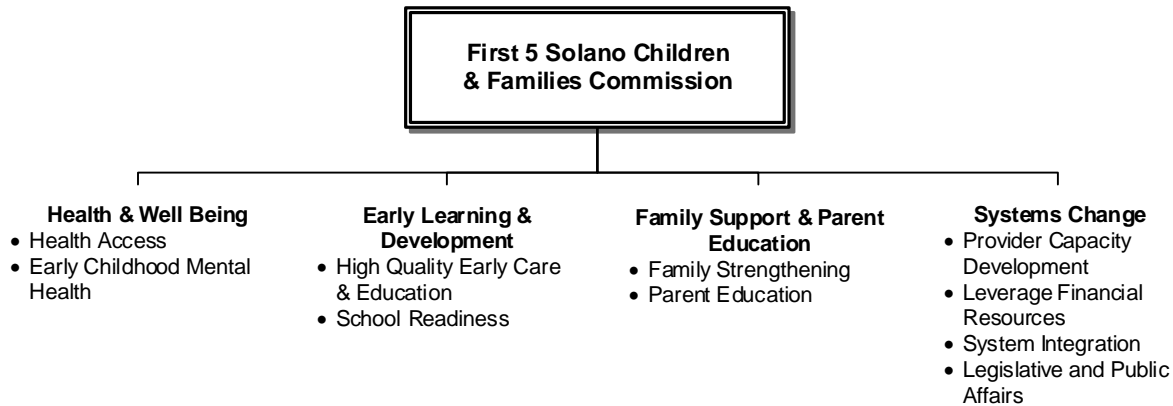 First 5 Solano Children
& Families Commission
Health & Well Being
• Health Access
• Early Childhood Mental
Health
Early Learning &
Development
• High Quality Early Care
& Education
• School Readiness
Family Support & Parent
Education
• Family Strengthening
• Parent Education
Systems Change
• Provider Capacity
Development
• Leverage Financial
Resources
• System Integration
• Legislative and Public
Affairs